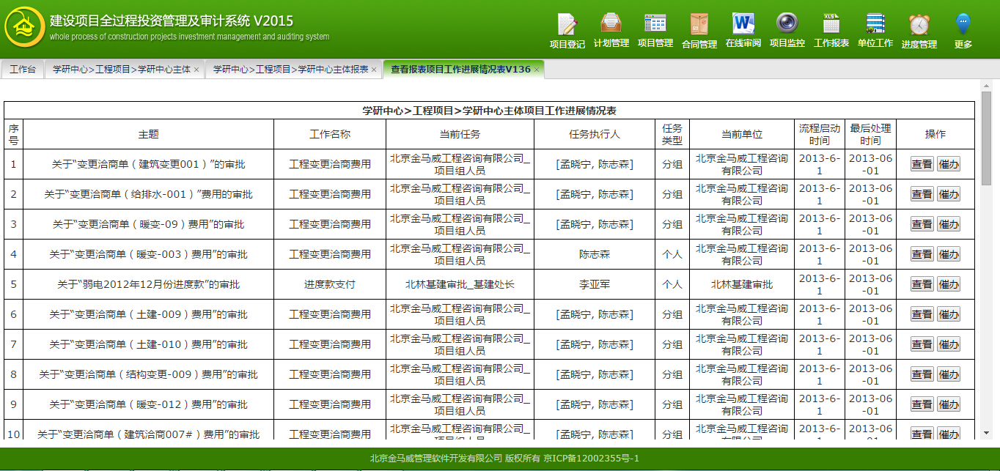 建设项目全过程投资管理及审计系统 V2015
whole process of construction projects investment management and auditing system
项目登记 计划管理 项目管理 合同管理 在线审阅 项目监控 工作报表 单位工作 进度管理 更多
工作台 学研中心>工程项目>学研中心主体 × 学研中心>工程项目>学研中心主体报表 × 查看报表项目工作进展情况表V136 ×
学研中心>工程项目>学研中心主体项目工作进展情况表
序号 主题 工作名称 当前任务 任务执行人 任务类型 当前单位 流程启动时间 最后处理时间 操作
1 关于“变更洽商单（建筑变更001）”的审批 工程变更洽商费用 北京金马威工程咨询有限公司_项目组人员 [孟晓宁, 陈志森] 分组 北京金马威工程咨询有限公司 2013-6-1 2013-06-01 查看 催办
2 关于“变更洽商单（给排水-001）”费用的审批 工程变更洽商费用 北京金马威工程咨询有限公司_项目组人员 [孟晓宁, 陈志森] 分组 北京金马威工程咨询有限公司 2013-6-1 2013-06-01 查看 催办
3 关于“变更洽商单（暖变-09）费用”的审批 工程变更洽商费用 北京金马威工程咨询有限公司_项目组人员 [孟晓宁, 陈志森] 分组 北京金马威工程咨询有限公司 2013-6-1 2013-06-01 查看 催办
4 关于“变更洽商单（暖变-003）费用”的审批 工程变更洽商费用 北京金马威工程咨询有限公司_项目组人员 陈志森 个人 北京金马威工程咨询有限公司 2013-6-1 2013-06-01 查看 催办
5 关于“弱电2012年12月份进度款”的审批 进度款支付 北林基建审批_基建处长 李亚军 个人 北林基建审批 2013-6-1 2013-06-01 查看 催办
6 关于“变更洽商单（土建-009）费用”的审批 工程变更洽商费用 北京金马威工程咨询有限公司_项目组人员 [孟晓宁, 陈志森] 分组 北京金马威工程咨询有限公司 2013-6-1 2013-06-01 查看 催办
7 关于“变更洽商单（土建-010）费用”的审批 工程变更洽商费用 北京金马威工程咨询有限公司_项目组人员 [孟晓宁, 陈志森] 分组 北京金马威工程咨询有限公司 2013-6-1 2013-06-01 查看 催办
8 关于“变更洽商单（结构变更-009）费用”的审批 工程变更洽商费用 北京金马威工程咨询有限公司_项目组人员 [孟晓宁, 陈志森] 分组 北京金马威工程咨询有限公司 2013-6-1 2013-06-01 查看 催办
9 关于“变更洽商单（暖变-012）费用”的审批 工程变更洽商费用 北京金马威工程咨询有限公司_项目组人员 [孟晓宁, 陈志森] 分组 北京金马威工程咨询有限公司 2013-6-1 2013-06-01 查看 催办
10 关于“变更洽商单（建筑洽商007#）费用”的审批 工程变更洽商费用 北京金马威工程咨询有限公司_项目组人员 [孟晓宁, 陈志森] 分组 北京金马威工程咨询有限公司 2013-6-1 2013-06-01 查看 催办
北京金马威管理软件开发有限公司 版权所有 京ICP备12002355号-1